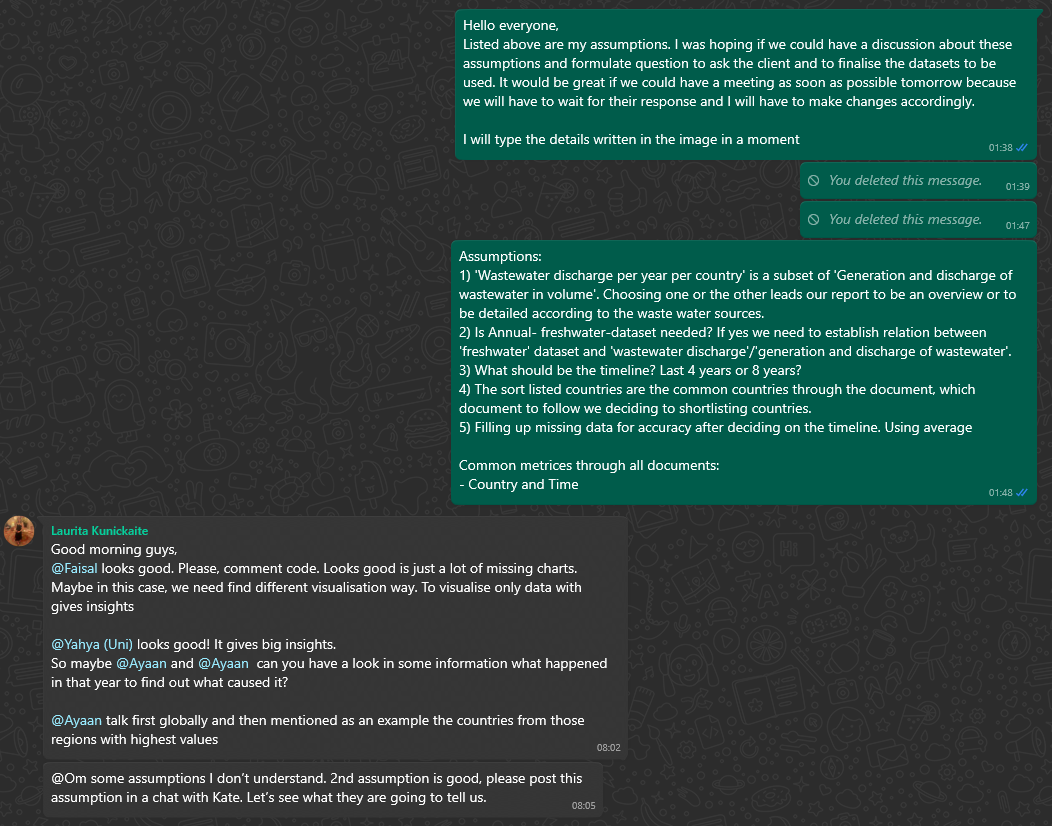 Hello everyone,
Listed above are my assumptions. I was hoping if we could have a discussion about these
assumptions and formulate question to ask the client and to finalise the datasets to be
used. It would be great if we could have a meeting as soon as possible tomorrow because
we will have to wait for their response and I will have to make changes accordingly.
I will type the details written in the image in a moment
01:38
You deleted this message.
01:39
You deleted this message.
01:47
Assumptions:
1) 'Wastewater discharge per year per country' is a subset of 'Generation and discharge of
wastewater in volume'. Choosing one or the other leads our report to be an overview or to
be detailed according to the waste water sources.
2) Is Annual- freshwater-dataset needed? If yes we need to establish relation between
'freshwater' dataset and 'wastewater discharge'/'generation and discharge of wastewater'.
3) What should be the timeline? Last 4 years or 8 years?
4) The sort listed countries are the common countries through the document, which
document to follow we deciding to shortlisting countries.
5) Filling up missing data for accuracy after deciding on the timeline. Using average
Common metrices through all documents:
- Country and Time
01:48
Laurita Kunickaite
Good morning guys,
@Faisal looks good. Please, comment code. Looks good is just a lot of missing charts.
Maybe in this case, we need find different visualisation way. To visualise only data with
gives insights
@Yahya (Uni) looks good! It gives big insights.
So maybe @Ayaan and @Ayaan can you have a look in some information what happened
in that year to find out what caused it?
@Ayaan talk first globally and then mentioned as an example the countries from those
regions with highest values
08:02
@Om some assumptions I don't understand. 2nd assumption is good, please post this
assumption in a chat with Kate. Let's see what they are going to tell us.
08:05